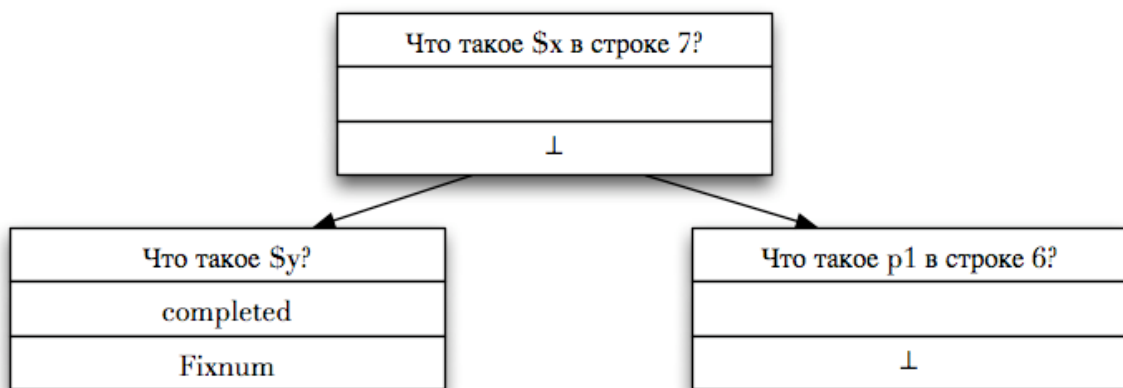 Что такое $x в строке 7?
⊥
Что такое $y?
completed
Fixnum
Что такое p1 в строке 6?
⊥